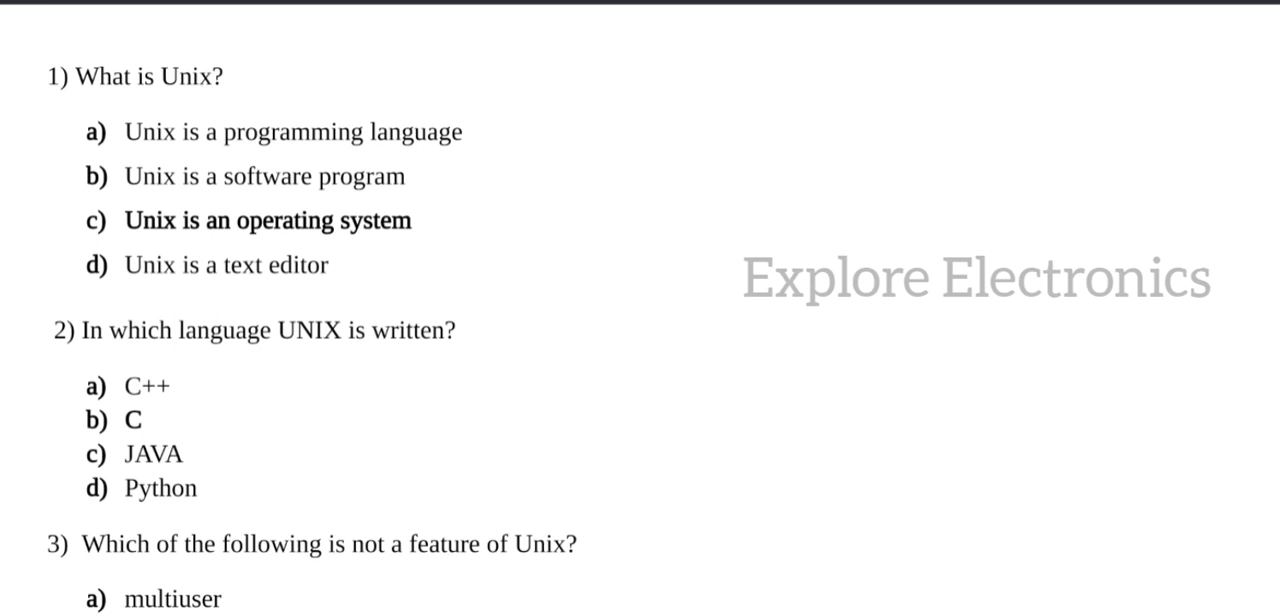 1) What is Unix?
a) Unix is a programming language
b) Unix is a software program
c) Unix is an operating system
d) Unix is a text editor
Explore Electronics
2) In which language UNIX is written?
a) C++
b) C
c) JAVA
d) Python
3) Which of the following is not a feature of Unix?
a) multiuser